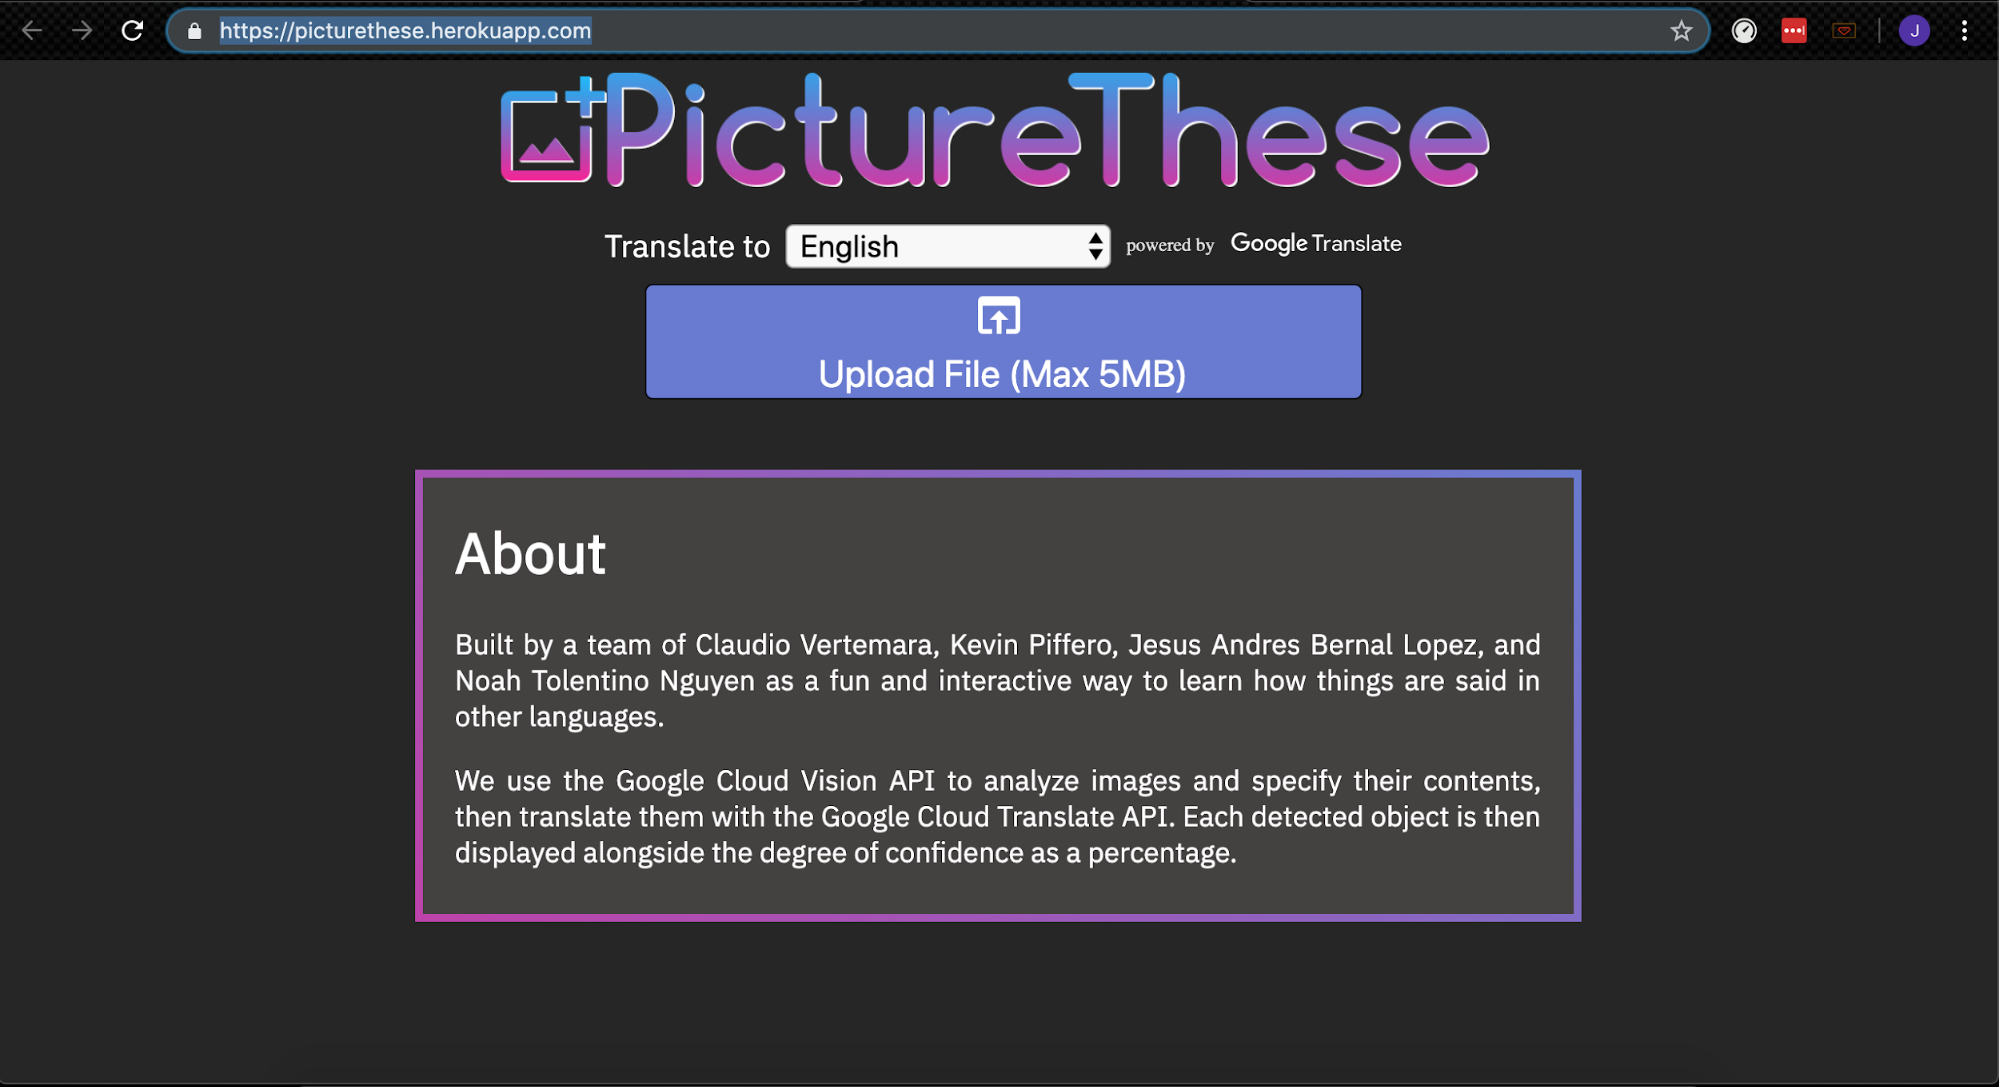 https://picturethese.herokuapp.com
J
PictureThese
Translate to English powered by Google Translate
Upload File (Max 5MB)
About
Built by a team of Claudio Vertemara, Kevin Piffero, Jesus Andres Bernal Lopez, and
Noah Tolentino Nguyen as a fun and interactive way to learn how things are said in
other languages.
We use the Google Cloud Vision API to analyze images and specify their contents,
then translate them with the Google Cloud Translate API. Each detected object is then
displayed alongside the degree of confidence as a percentage.